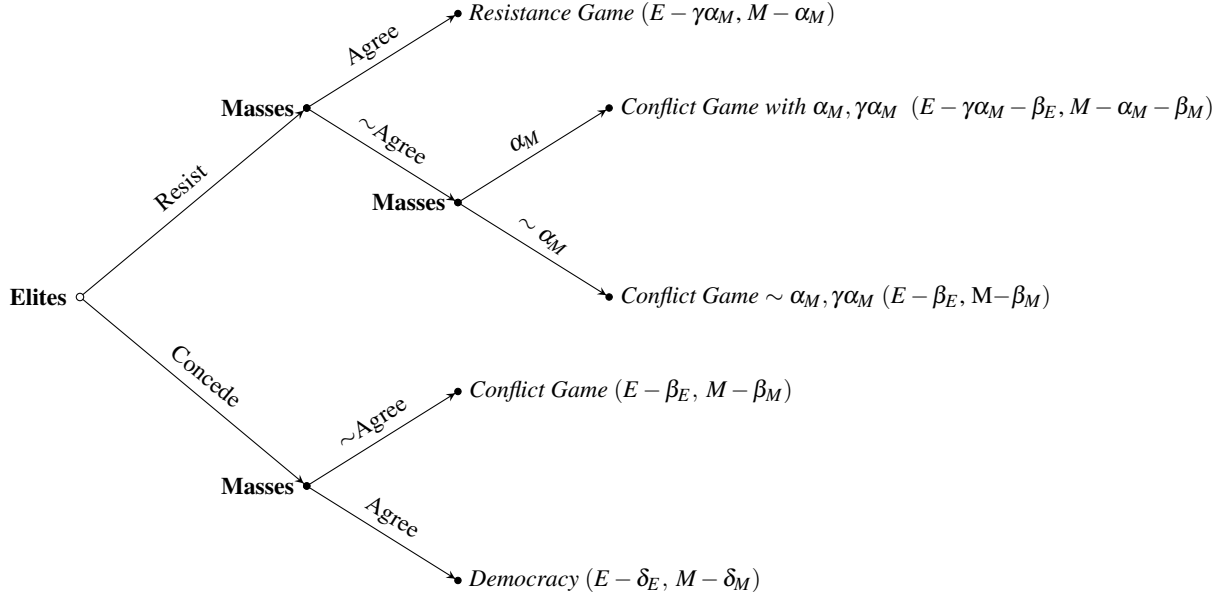 Resistance Game (E − γα_M, M − α_M)
Agree
Masses
Conflict Game with α_M, γα_M (E − γα_M − β_E, M − α_M − β_M)
∼Agree
α_M
Resist
Masses
∼ α_M
Elites
Conflict Game ∼ α_M, γα_M (E − β_E, M−β_M)
Concede
Conflict Game (E − β_E, M − β_M)
∼Agree
Masses
Agree
Democracy (E − δ_E, M − δ_M)